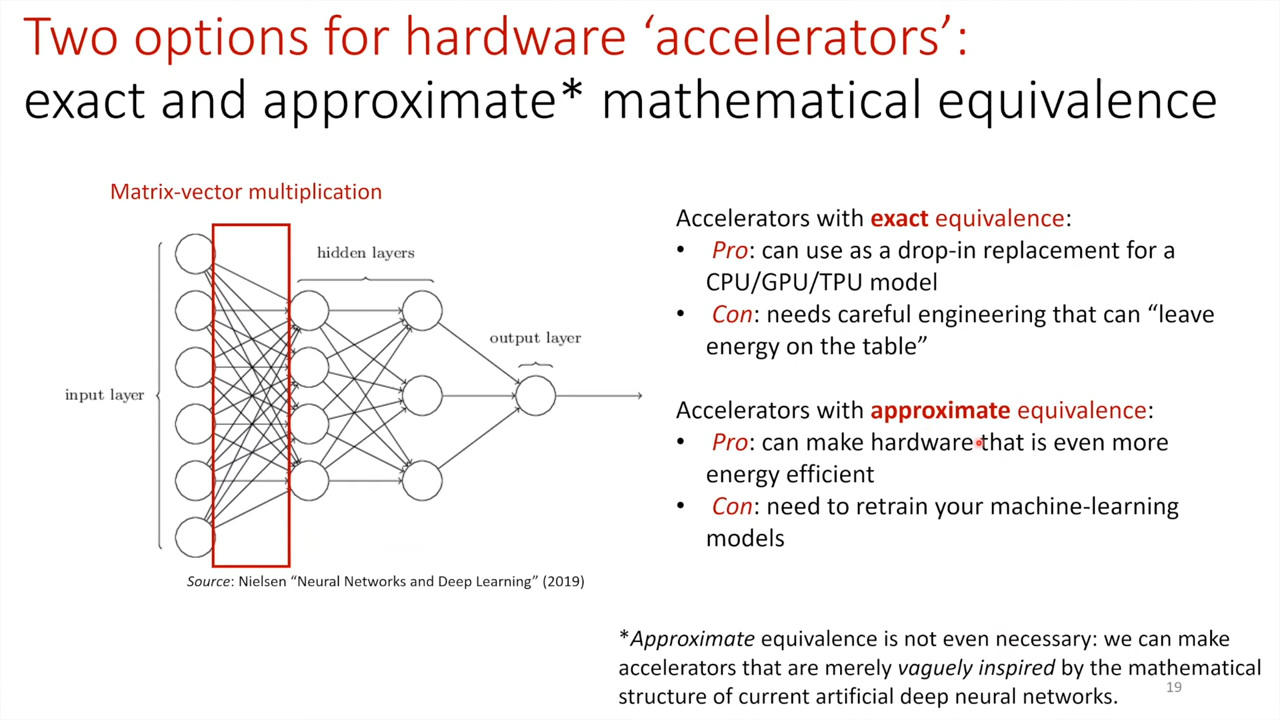 Two options for hardware ‘accelerators’:
exact and approximate* mathematical equivalence
Matrix-vector multiplication
hidden layers
output layer
input layer
Source: Nielsen “Neural Networks and Deep Learning” (2019)
Accelerators with exact equivalence:
• Pro: can use as a drop-in replacement for a
CPU/GPU/TPU model
• Con: needs careful engineering that can “leave
energy on the table”
Accelerators with approximate equivalence:
• Pro: can make hardware that is even more
energy efficient
• Con: need to retrain your machine-learning
models
*Approximate equivalence is not even necessary: we can make
accelerators that are merely vaguely inspired by the mathematical
structure of current artificial deep neural networks.
19